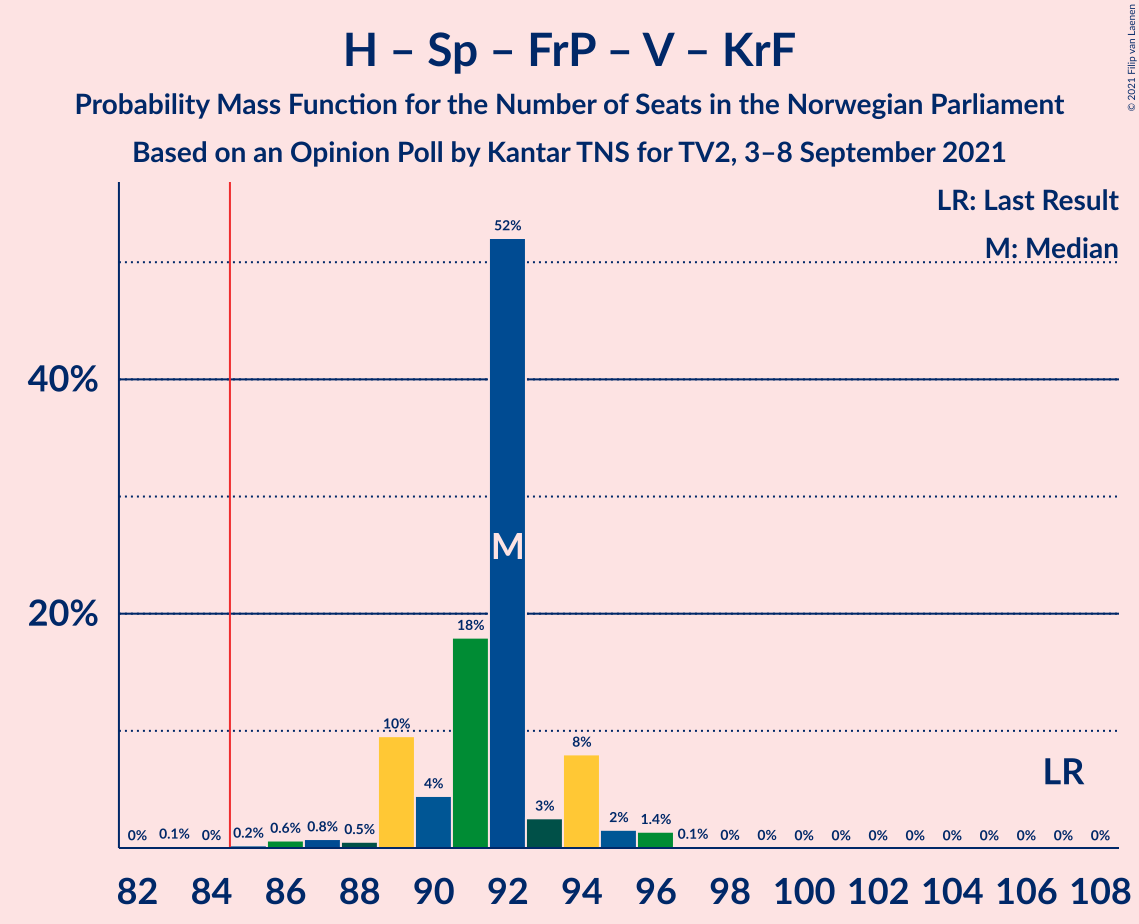 H – Sp – FrP – V – KrF
Probability Mass Function for the Number of Seats in the Norwegian Parliament
Based on an Opinion Poll by Kantar TNS for TV2, 3–8 September 2021
© 2021 Filip van Laenen
LR: Last Result
M: Median
40%
20%
0% 0.1% 0% 0.2% 0.6% 0.8% 0.5% 10% 4% 18% 52% 3% 8% 2% 1.4% 0.1% 0% 0% 0% 0% 0% 0% 0% 0% 0% 0% 0%
M
LR
82 84 86 88 90 92 94 96 98 100 102 104 106 108